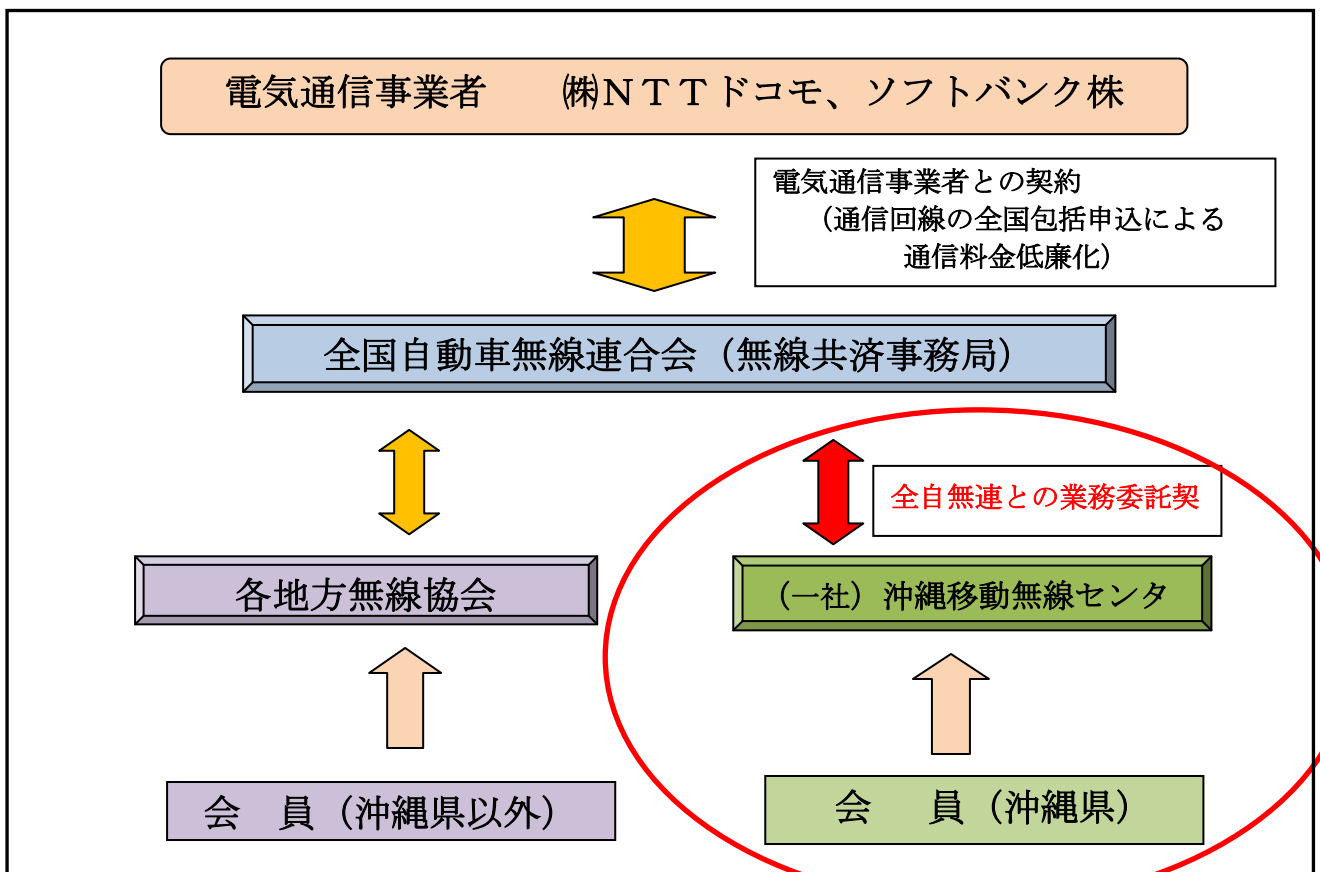 電気通信事業者　　㈱ＮＴＴドコモ、ソフトバンク株
電気通信事業者との契約
（通信回線の全国包括申込による
通信料金低廉化）
全国自動車無線連合会（無線共済事務局）
全自無連との業務委託契
各地方無線協会
（一社）沖縄移動無線センタ
会　員（沖縄県以外）
会　　員（沖縄県）